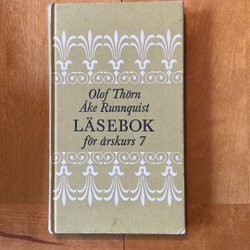 Olof Thörn
Åke Runnquist
LÄSEBOK
för årskurs 7